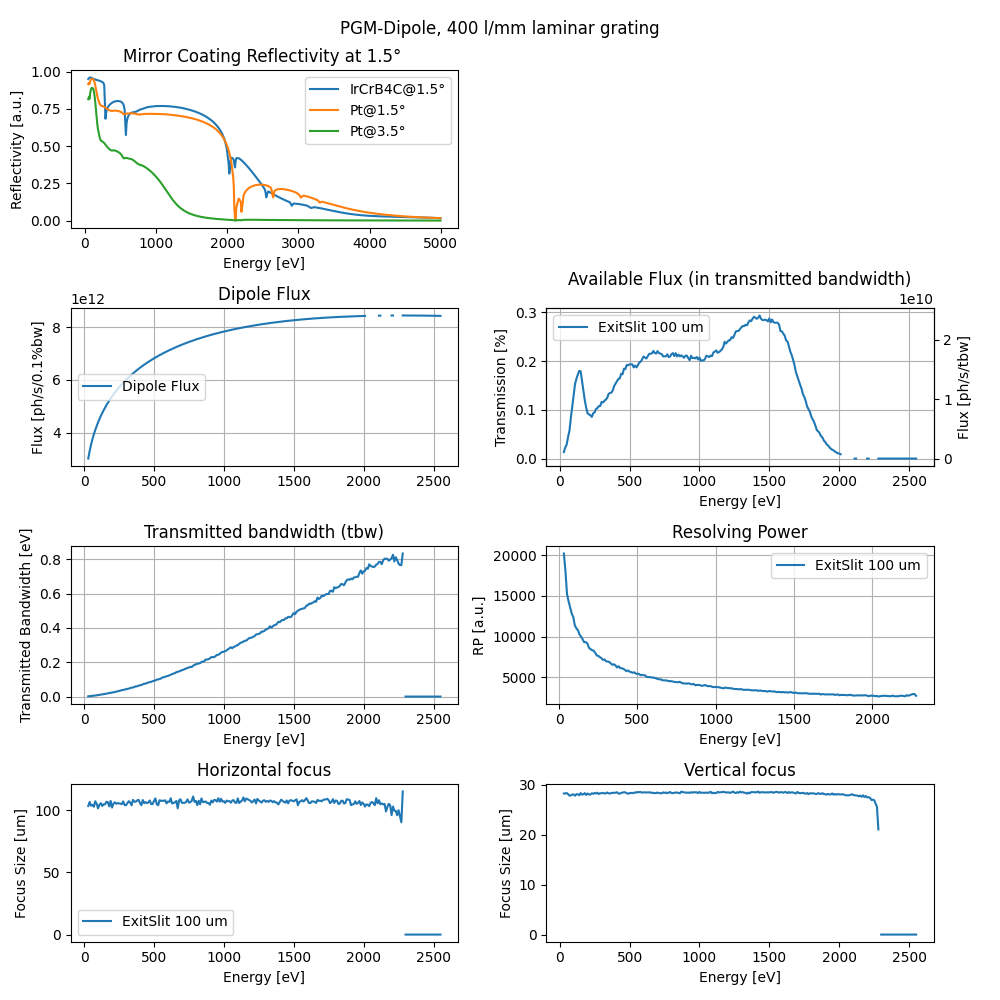 PGM-Dipole, 400 l/mm laminar grating
Mirror Coating Reflectivity at 1.5°
Reflectivity [a.u.]
1.00
0.75
0.50
0.25
0.00
IrCrB4C@1.5°
Pt@1.5°
Pt@3.5°
0 1000 2000 3000 4000 5000
Energy [eV]
Dipole Flux
1e12
Flux [ph/s/0.1%bw]
8
6
4
Dipole Flux
0 500 1000 1500 2000 2500
Available Flux (in transmitted bandwidth)
1e10
Transmission [%]
0.3
0.2
0.1
0.0
ExitSlit 100 um
2
1
0
Flux [ph/s/tbw]
0 500 1000 1500 2000 2500
Energy [eV]
Transmitted bandwidth (tbw)
Transmitted Bandwidth [eV]
0.8
0.6
0.4
0.2
0.0
0 500 1000 1500 2000 2500
Energy [eV]
Resolving Power
RP [a.u.]
20000
15000
10000
5000
ExitSlit 100 um
0 500 1000 1500 2000
Energy [eV]
Horizontal focus
Focus Size [um]
100
50
0
ExitSlit 100 um
0 500 1000 1500 2000 2500
Energy [eV]
Vertical focus
Focus Size [um]
30
20
10
0
0 500 1000 1500 2000 2500
Energy [eV]